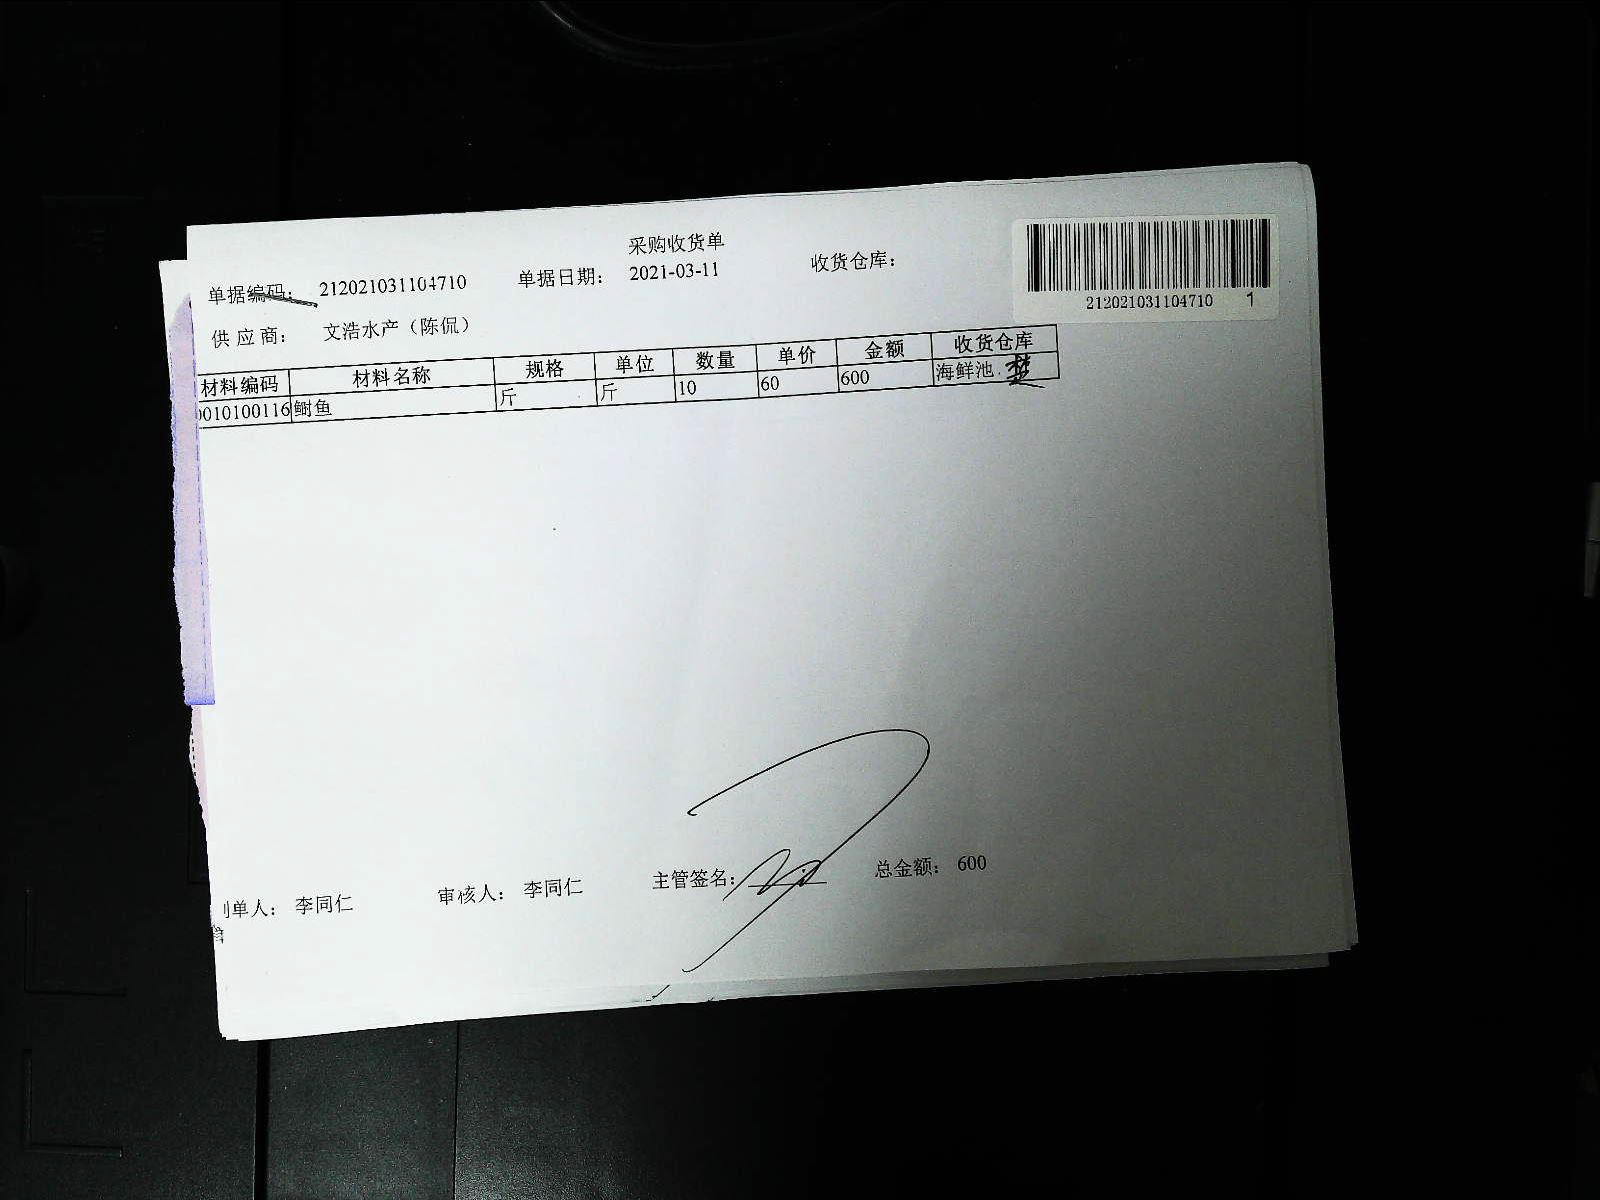 采购收货单
单据编码： 212021031104710 单据日期： 2021-03-11 收货仓库：
212021031104710 1
供应商： 文浩水产（陈侃）
材料编码 材料名称 规格 单位 数量 单价 金额 收货仓库
0010100116 鲥鱼 斤 斤 10 60 600 海鲜池
制单人： 李同仁 审核人： 李同仁 主管签名： 总金额： 600